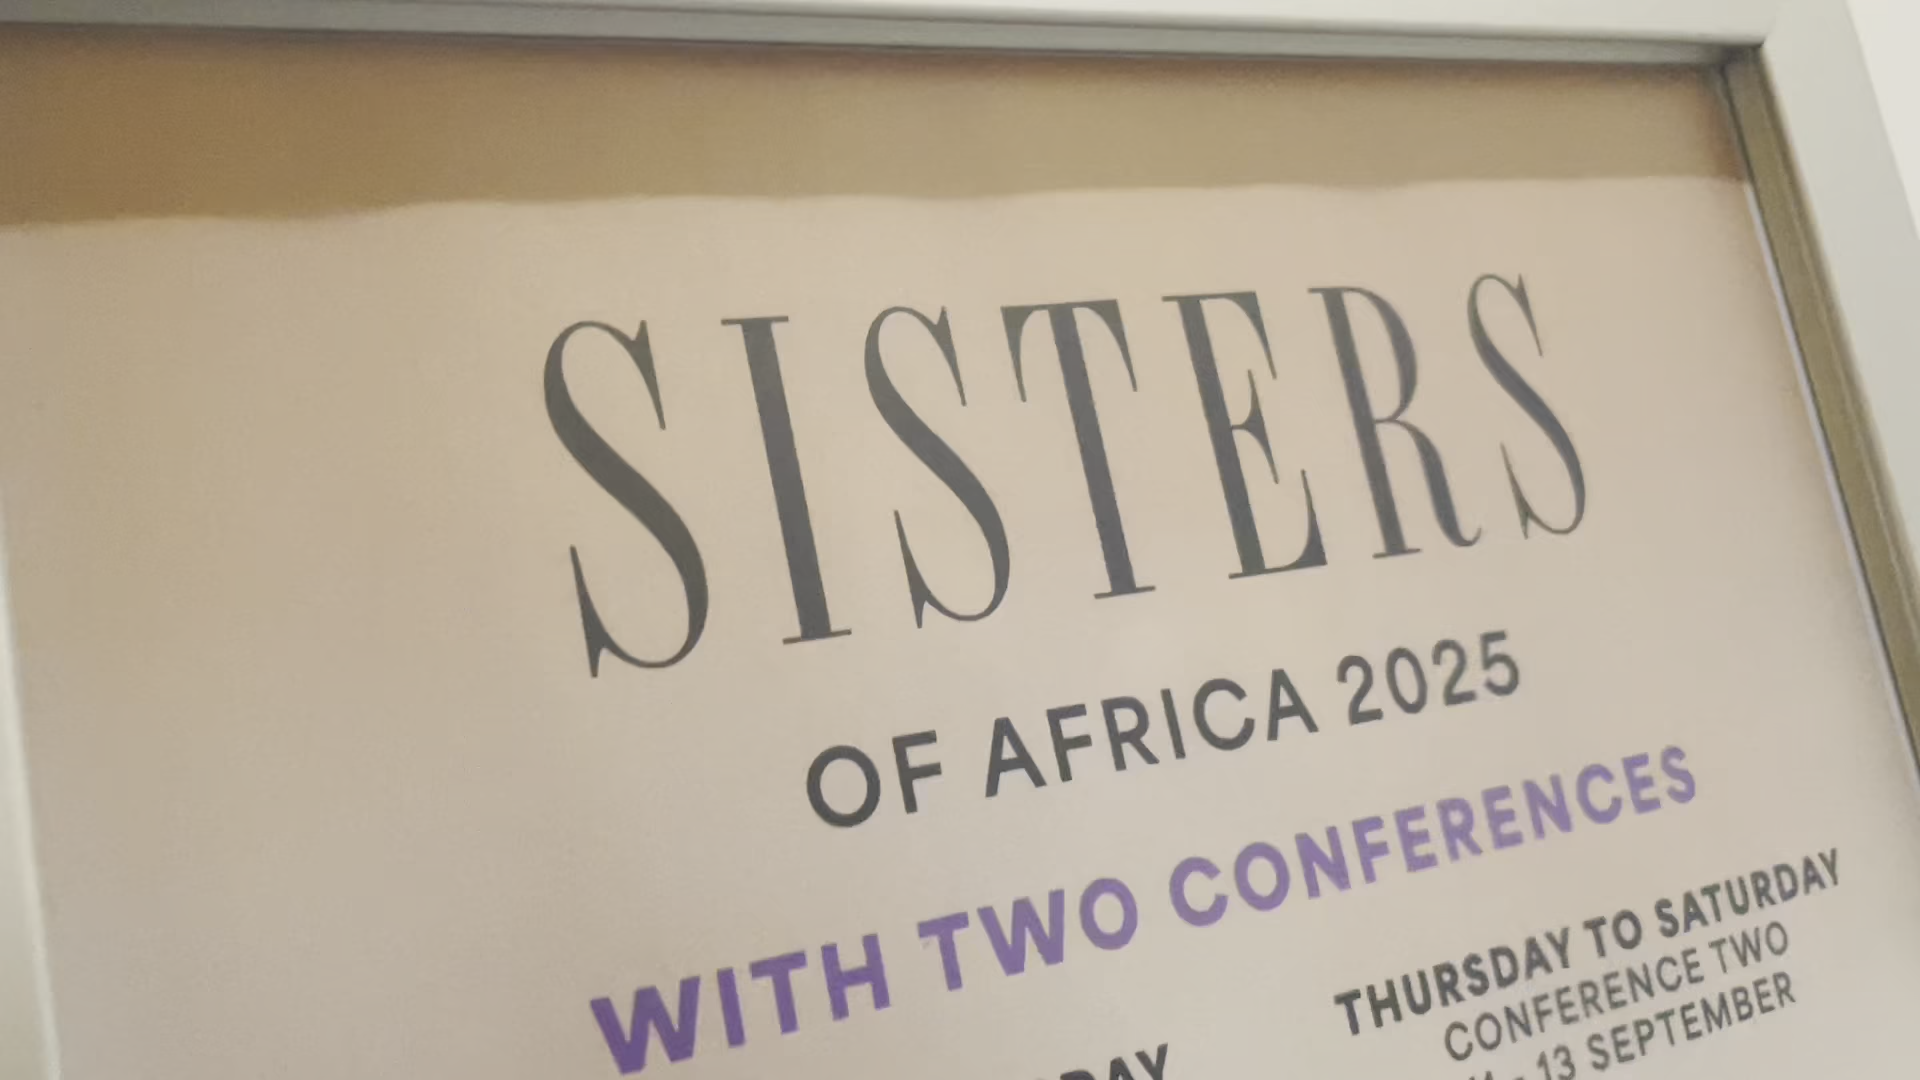 SISTERS
OF AFRICA 2025
WITH TWO CONFERENCES
THURSDAY TO SATURDAY
CONFERENCE TWO
13 SEPTEMBER